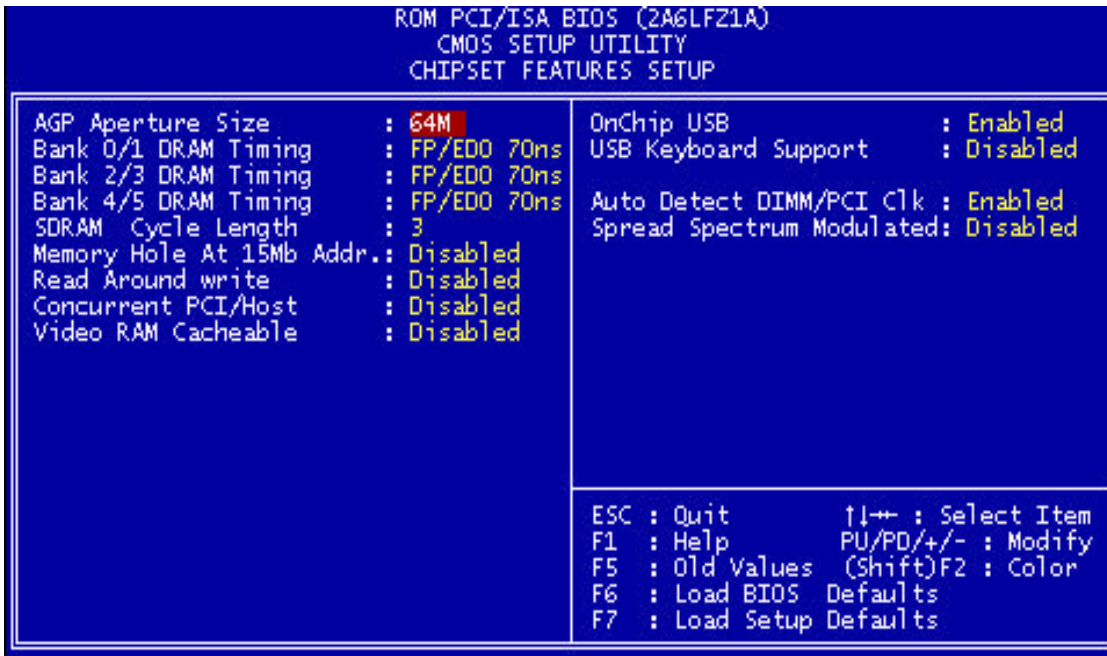 ROM PCI/ISA BIOS (2A6LFZ1A)
CMOS SETUP UTILITY
CHIPSET FEATURES SETUP
AGP Aperture Size : 64M
Bank 0/1 DRAM Timing : FP/EDO 70ns
Bank 2/3 DRAM Timing : FP/EDO 70ns
Bank 4/5 DRAM Timing : FP/EDO 70ns
SDRAM Cycle Length : 3
Memory Hole At 15Mb Addr.: Disabled
Read Around write : Disabled
Concurrent PCI/Host : Disabled
Video RAM Cacheable : Disabled
OnChip USB : Enabled
USB Keyboard Support : Disabled
Auto Detect DIMM/PCI Clk : Enabled
Spread Spectrum Modulated: Disabled
ESC : Quit ↑↓→← : Select Item
F1 : Help PU/PD/+/- : Modify
F5 : Old Values (Shift)F2 : Color
F6 : Load BIOS Defaults
F7 : Load Setup Defaults